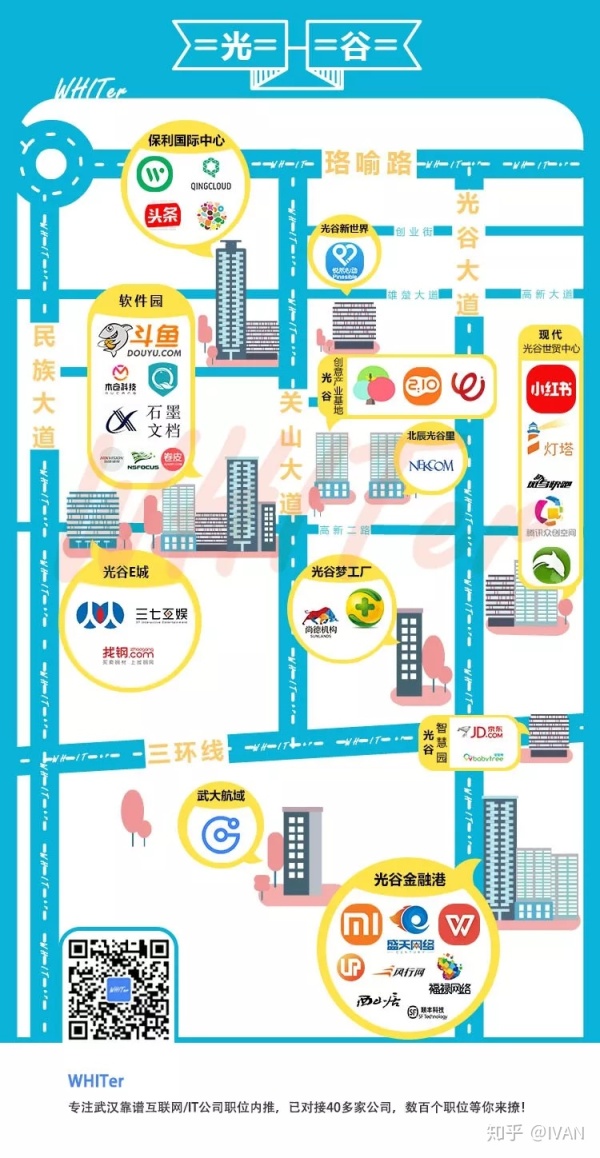 光 谷
WHITer
保利国际中心
QINGCLOUD
头条
珞喻路
光谷大道
民族大道
关山大道
创业街
光谷新世界
雄楚大道
高新大道
软件园
斗鱼
DOUYU.COM
木仓科技
石墨
文档
NSFOCUS
卷皮
光谷
创意产业基地
2.10
现代
光谷世贸中心
小红书
灯塔
腾讯众创空间
北辰光谷里
NEKCOM
高新二路
光谷E城
三七互娱
找钢.com
光谷梦工厂
尚德机构
SUNLANDS
光谷
智慧园
JD.COM 京东
babytree
三环线
武大航域
光谷金融港
MI
盛天网络
W
UP
风行网
福禄网络
西山居
顺丰科技
SF Technology
WHITer
WHITer
专注武汉靠谱互联网/IT公司职位内推，已对接40多家公司，数百个职位等你来撩！
知乎 @IVAN